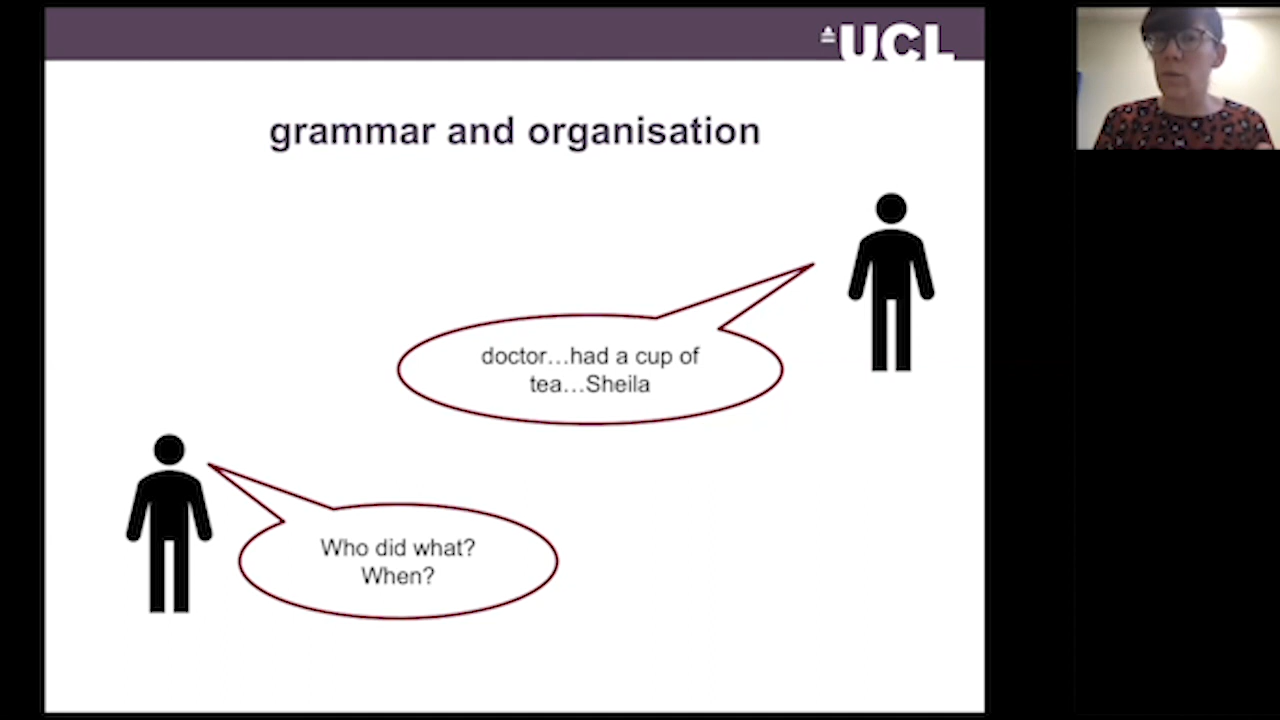 UCL
grammar and organisation
doctor…had a cup of
tea…Sheila
Who did what?
When?